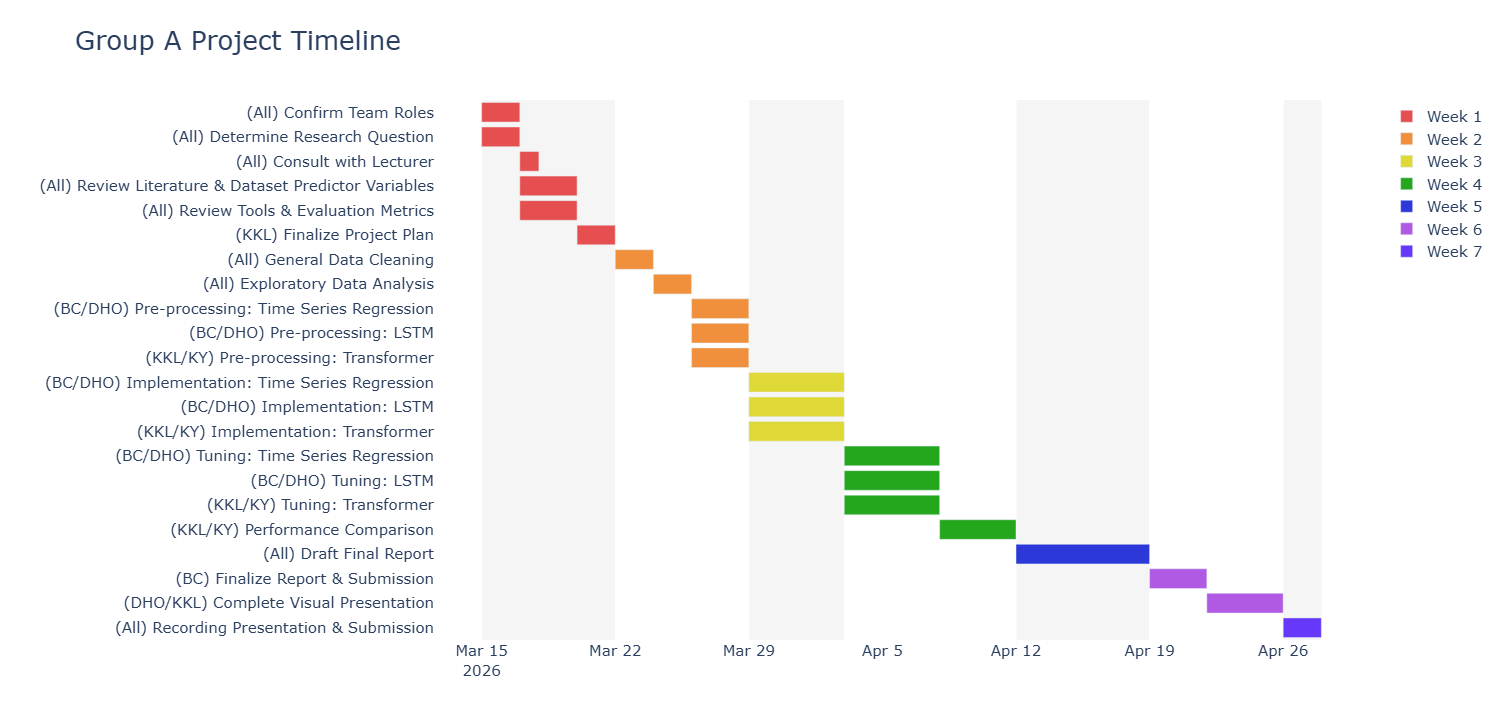 Group A Project Timeline
(All) Confirm Team Roles
(All) Determine Research Question
(All) Consult with Lecturer
(All) Review Literature & Dataset Predictor Variables
(All) Review Tools & Evaluation Metrics
(KKL) Finalize Project Plan
(All) General Data Cleaning
(All) Exploratory Data Analysis
(BC/DHO) Pre-processing: Time Series Regression
(BC/DHO) Pre-processing: LSTM
(KKL/KY) Pre-processing: Transformer
(BC/DHO) Implementation: Time Series Regression
(BC/DHO) Implementation: LSTM
(KKL/KY) Implementation: Transformer
(BC/DHO) Tuning: Time Series Regression
(BC/DHO) Tuning: LSTM
(KKL/KY) Tuning: Transformer
(KKL/KY) Performance Comparison
(All) Draft Final Report
(BC) Finalize Report & Submission
(DHO/KKL) Complete Visual Presentation
(All) Recording Presentation & Submission
Mar 15 Mar 22 Mar 29 Apr 5 Apr 12 Apr 19 Apr 26
2026
Week 1
Week 2
Week 3
Week 4
Week 5
Week 6
Week 7